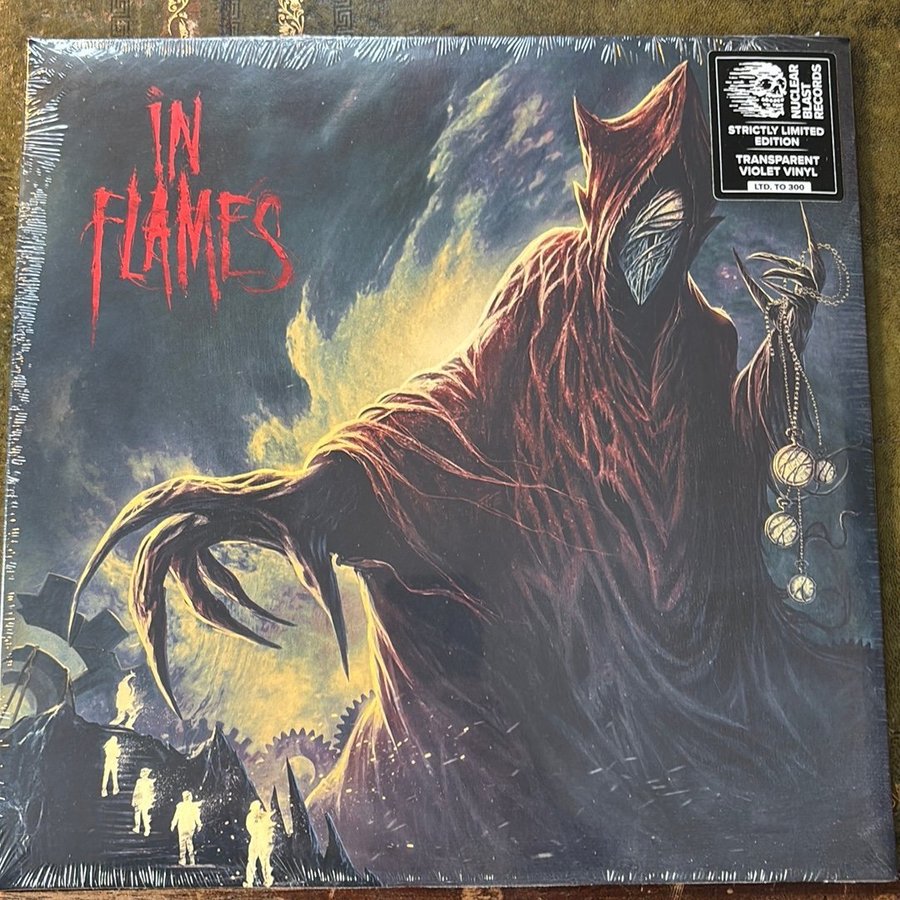 IN
FLAMES
NUCLEAR
BLAST
RECORDS
STRICTLY LIMITED
EDITION
TRANSPARENT
VIOLET VINYL
LTD. TO 300